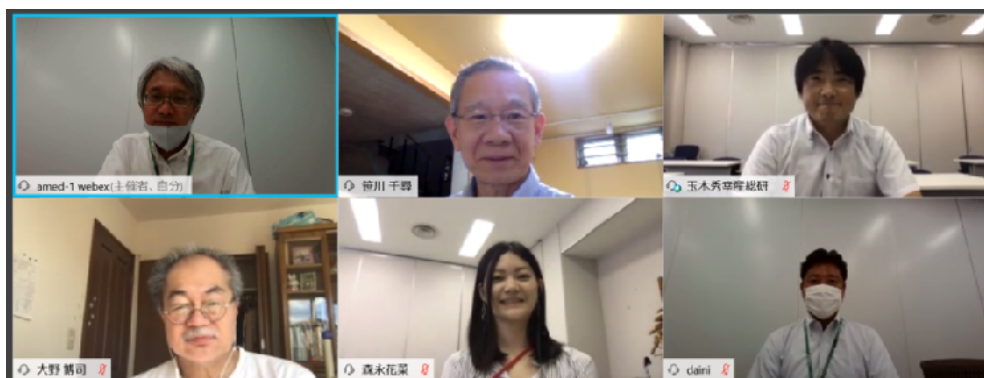 amed-1 webex(主催者、自分)
笹川 千尋
玉木秀幸産総研
大野 博司
森永花菜
daini